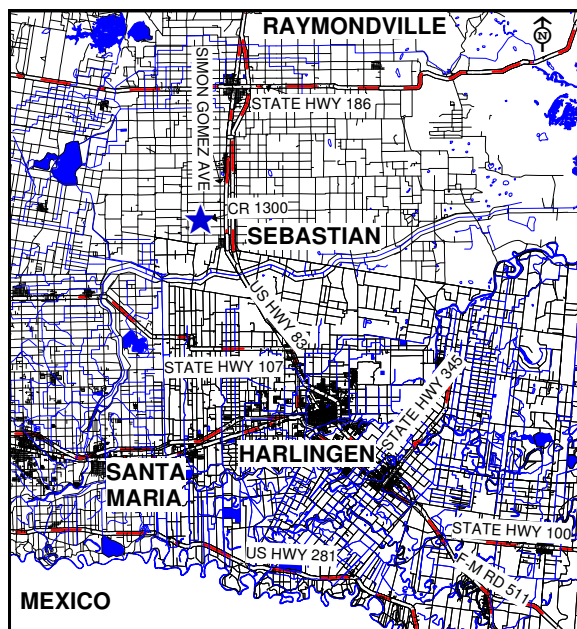 RAYMONDVILLE
N
SIMON GOMEZ AVE
STATE HWY 186
CR 1300
SEBASTIAN
US HWY 83
STATE HWY 107
STATE HWY 345
HARLINGEN
SANTA
MARIA
STATE HWY 100
US HWY 281
F-M RD 511
MEXICO